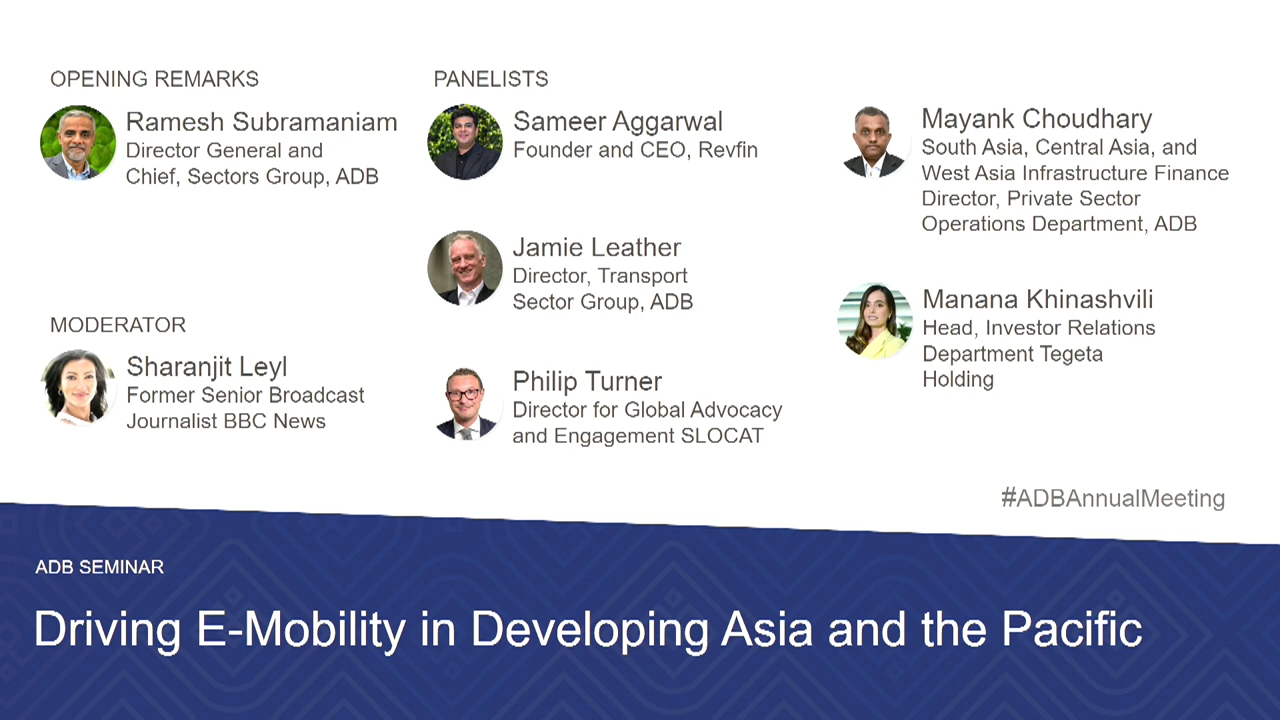 OPENING REMARKS
Ramesh Subramaniam
Director General and
Chief, Sectors Group, ADB
MODERATOR
Sharanjit Leyl
Former Senior Broadcast
Journalist BBC News
PANELISTS
Sameer Aggarwal
Founder and CEO, Revfin
Jamie Leather
Director, Transport
Sector Group, ADB
Philip Turner
Director for Global Advocacy
and Engagement SLOCAT
Mayank Choudhary
South Asia, Central Asia, and
West Asia Infrastructure Finance
Director, Private Sector
Operations Department, ADB
Manana Khinashvili
Head, Investor Relations
Department Tegeta
Holding
#ADBAnnualMeeting
ADB SEMINAR
Driving E-Mobility in Developing Asia and the Pacific